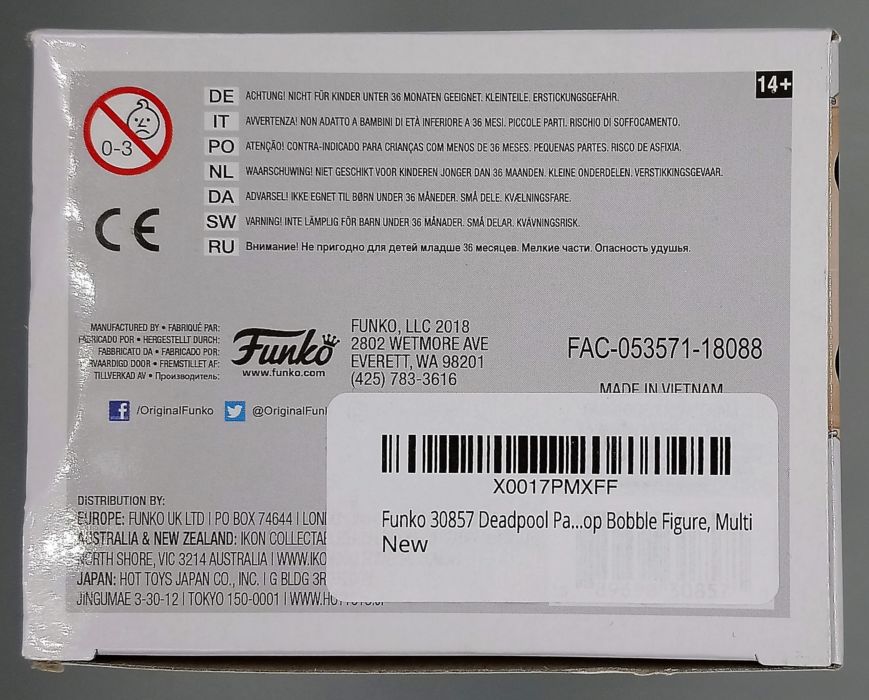 14+
0-3
DE ACHTUNG! NICHT FÜR KINDER UNTER 36 MONATEN GEEIGNET. KLEINTEILE. ERSTICKUNGSGEFAHR.
IT AVVERTENZA! NON ADATTO A BAMBINI DI ETÀ INFERIORE A 36 MESI. PICCOLE PARTI. RISCHIO DI SOFFOCAMENTO.
PO ATENÇÃO! CONTRA-INDICADO PARA CRIANÇAS COM MENOS DE 36 MESES. PEQUENAS PARTES. RISCO DE ASFIXIA.
NL WAARSCHUWING! NIET GESCHIKT VOOR KINDEREN JONGER DAN 36 MAANDEN. KLEINE ONDERDELEN. VERSTIKKINGSGEVAAR.
DA ADVARSEL! IKKE EGNET TIL BØRN UNDER 36 MÅNEDER. SMÅ DELE. KVÆLNINGSFARE.
SW VARNING! INTE LÄMPLIG FÖR BARN UNDER 36 MÅNADER. SMÅ DELAR. KVÄVNINGSRISK.
RU Внимание! Не пригодно для детей младше 36 месяцев. Мелкие части. Опасность удушья.
CE
MANUFACTURED BY • FABRIQUÉ PAR:
FABRICADO POR • HERGESTELLT DURCH:
FABBRICATO DA • FABRICADO POR:
VERVAARDIGD DOOR • FREMSTILLET AF:
TILLVERKAD AV • Производитель:
Funko
www.funko.com
FUNKO, LLC 2018
2802 WETMORE AVE
EVERETT, WA 98201
(425) 783-3616
FAC-053571-18088
MADE IN VIETNAM
f /OriginalFunko @OriginalFunk
X0017PMXFF
Funko 30857 Deadpool Pa...op Bobble Figure, Multi
New
DISTRIBUTION BY:
EUROPE: FUNKO UK LTD | PO BOX 74644 | LON
AUSTRALIA & NEW ZEALAND: IKON COLLECTAB
NORTH SHORE, VIC 3214 AUSTRALIA | WWW.IKO
JAPAN: HOT TOYS JAPAN CO., INC. | G BLDG 3R
JINGUMAE 3-30-12 | TOKYO 150-0001 | WWW.HOTTOYS.JP